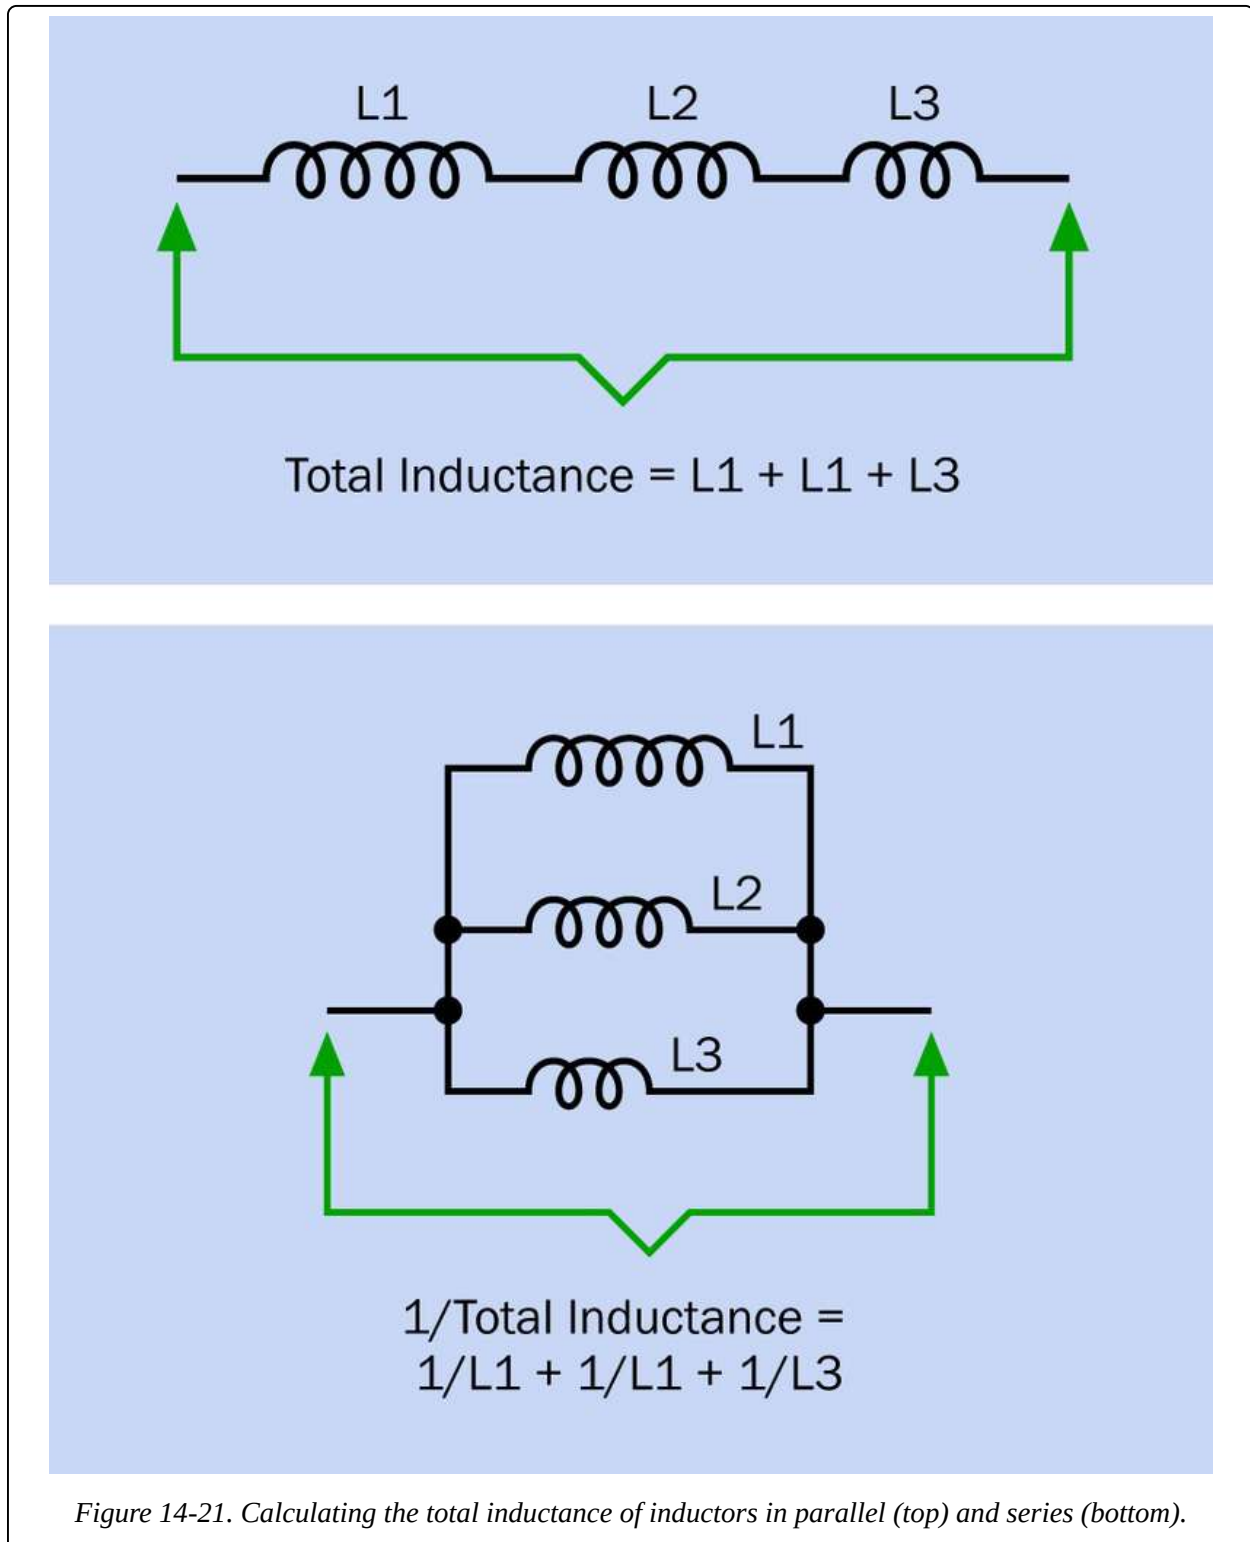 L1 L2 L3
Total Inductance = L1 + L1 + L3
L1
L2
L3
1/Total Inductance =
1/L1 + 1/L1 + 1/L3
Figure 14-21. Calculating the total inductance of inductors in parallel (top) and series (bottom).